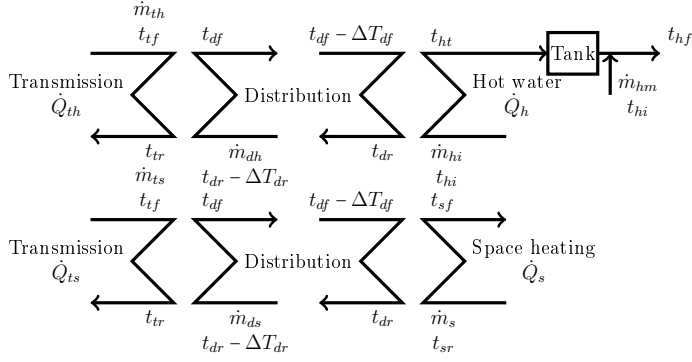 ṁ_th
t_tf t_df t_df − ΔT_df t_ht t_hf
Tank
Transmission Distribution Hot water ṁ_hm
Q̇_th Q̇_h t_hi
t_tr ṁ_dh t_dr ṁ_hi
ṁ_ts t_dr − ΔT_dr t_hi
t_tf t_df t_df − ΔT_df t_sf
Transmission Distribution Space heating
Q̇_ts Q̇_s
t_tr ṁ_ds t_dr ṁ_s
t_dr − ΔT_dr t_sr